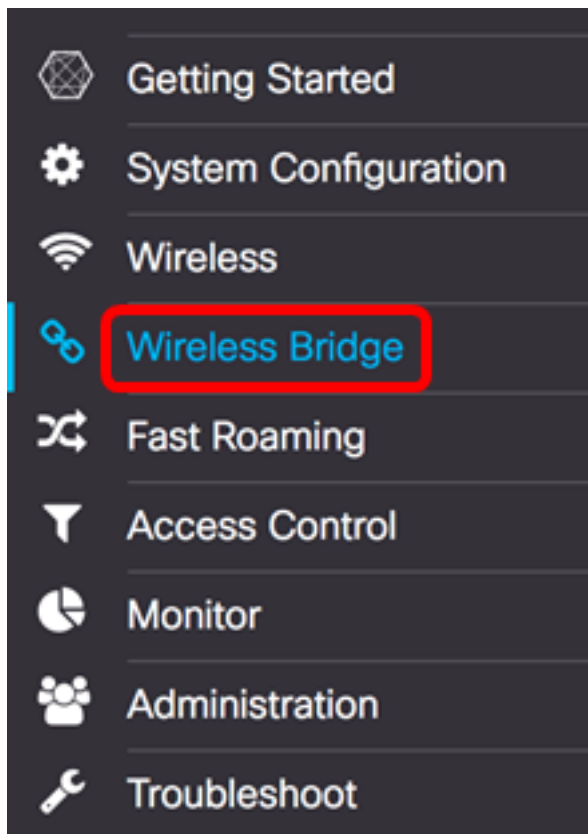 Getting Started
System Configuration
Wireless
Wireless Bridge
Fast Roaming
Access Control
Monitor
Administration
Troubleshoot